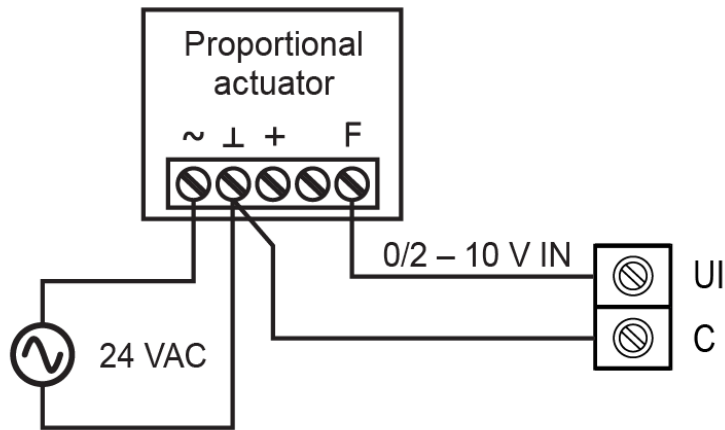 Proportional
actuator
~ ⊥ + F
0/2 – 10 V IN
UI
24 VAC
C